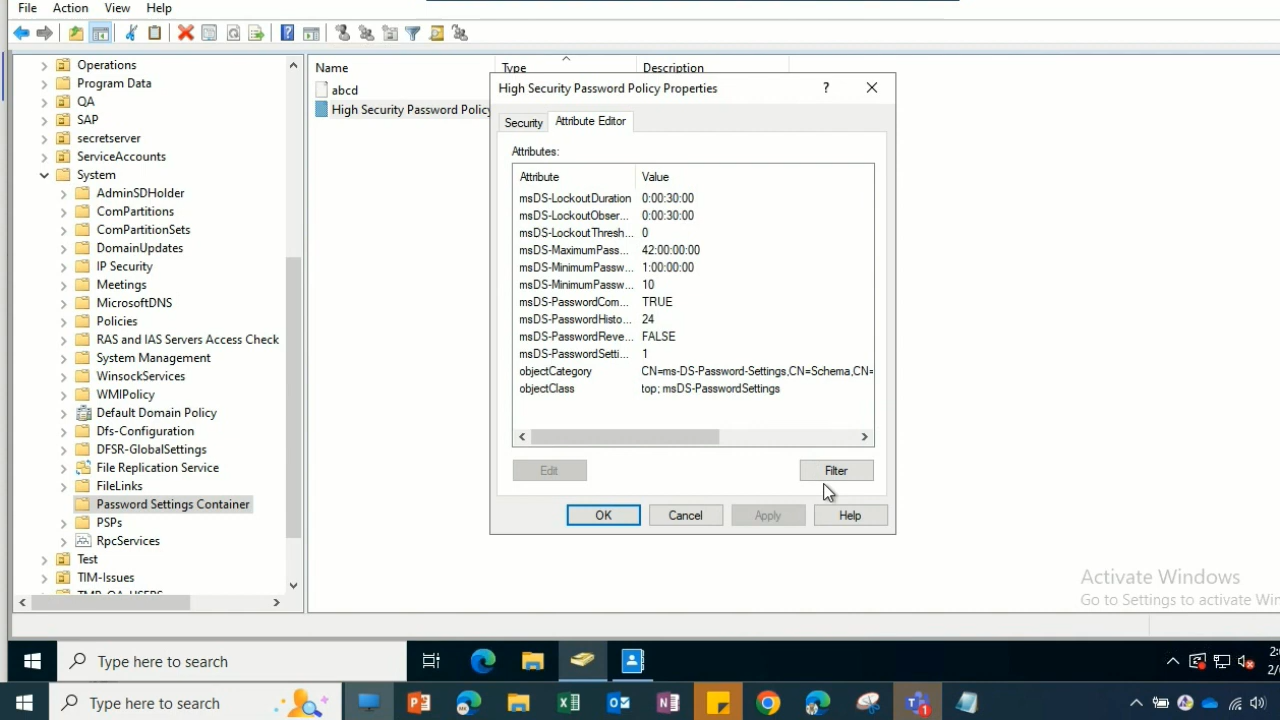 File Action View Help
Operations
Program Data
QA
SAP
secretserver
ServiceAccounts
System
AdminSDHolder
ComPartitions
ComPartitionSets
DomainUpdates
IP Security
Meetings
MicrosoftDNS
Policies
RAS and IAS Servers Access Check
System Management
WinsockServices
WMIPolicy
Default Domain Policy
Dfs-Configuration
DFSR-GlobalSettings
File Replication Service
FileLinks
Password Settings Container
PSPs
RpcServices
Test
TIM-Issues
Name Type Description
abcd
High Security Password Policy
High Security Password Policy Properties ?
Security Attribute Editor
Attributes:
Attribute Value
msDS-LockoutDuration 0:00:30:00
msDS-LockoutObser... 0:00:30:00
msDS-LockoutThresh... 0
msDS-MaximumPass... 42:00:00:00
msDS-MinimumPassw... 1:00:00:00
msDS-MinimumPassw... 10
msDS-PasswordCom... TRUE
msDS-PasswordHisto... 24
msDS-PasswordReve... FALSE
msDS-PasswordSetti... 1
objectCategory CN=ms-DS-Password-Settings,CN=Schema,CN=
objectClass top; msDS-PasswordSettings
Edit Filter
OK Cancel Apply Help
Activate Windows
Go to Settings to activate Win
Type here to search
Type here to search